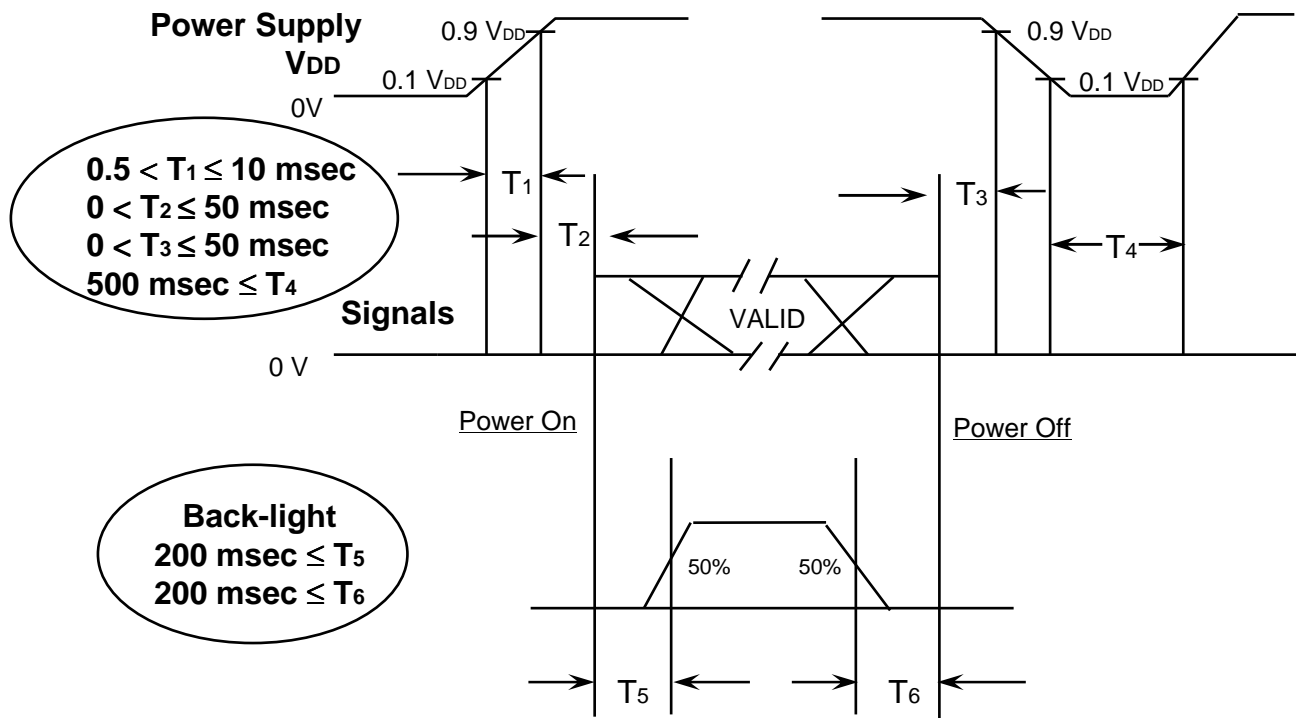 Power Supply
VDD
0.9 VDD
0.1 VDD
0V
0.9 VDD
0.1 VDD
0.5 < T1 ≤ 10 msec
0 < T2 ≤ 50 msec
0 < T3 ≤ 50 msec
500 msec ≤ T4
T1
T2
T3
T4
Signals
VALID
0 V
Power On
Power Off
Back-light
200 msec ≤ T5
200 msec ≤ T6
50%
50%
T5
T6